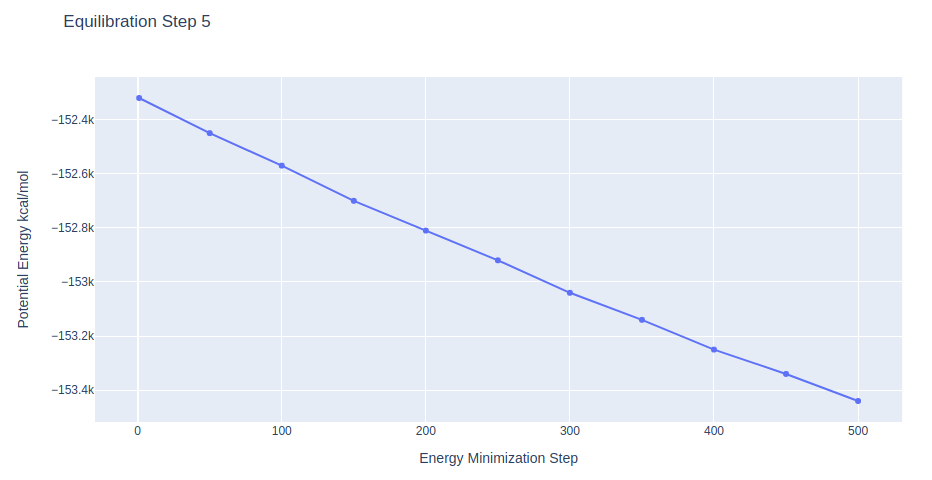 Equilibration Step 5
Potential Energy kcal/mol
−152.4k
−152.6k
−152.8k
−153k
−153.2k
−153.4k
0 100 200 300 400 500
Energy Minimization Step